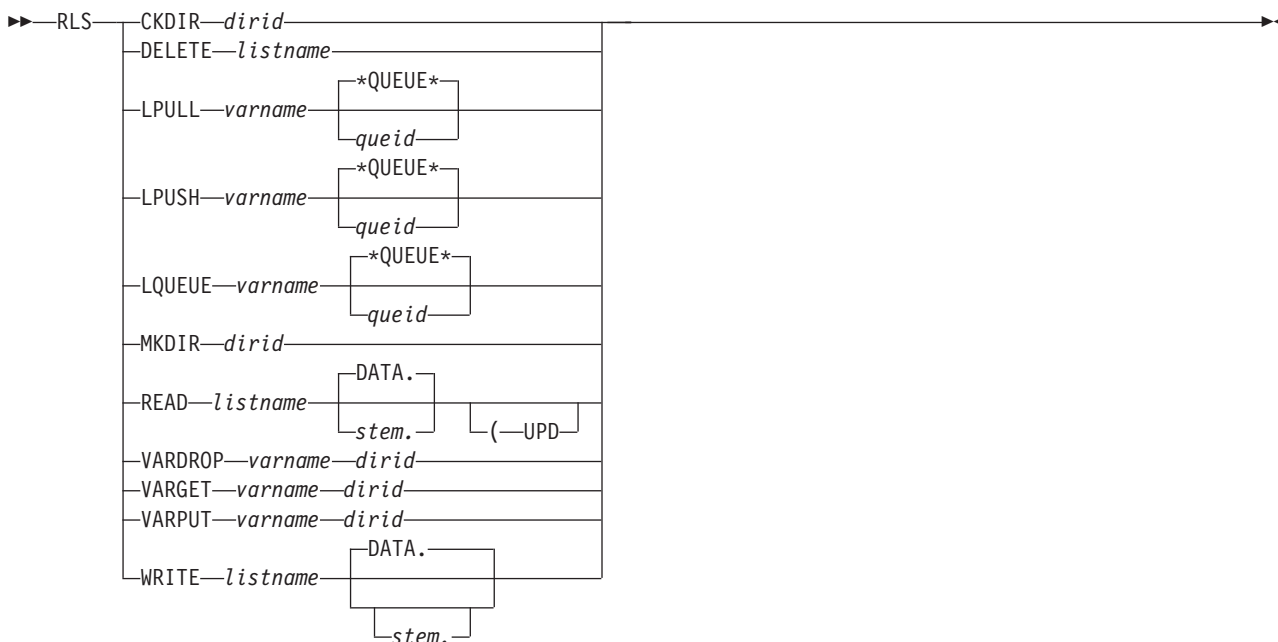 RLS CKDIR dirid
DELETE listname
*QUEUE*
LPULL varname
queid
*QUEUE*
LPUSH varname
queid
*QUEUE*
LQUEUE varname
queid
MKDIR dirid
DATA.
READ listname
stem. ( UPD
VARDROP varname dirid
VARGET varname dirid
VARPUT varname dirid
DATA.
WRITE listname
stem.